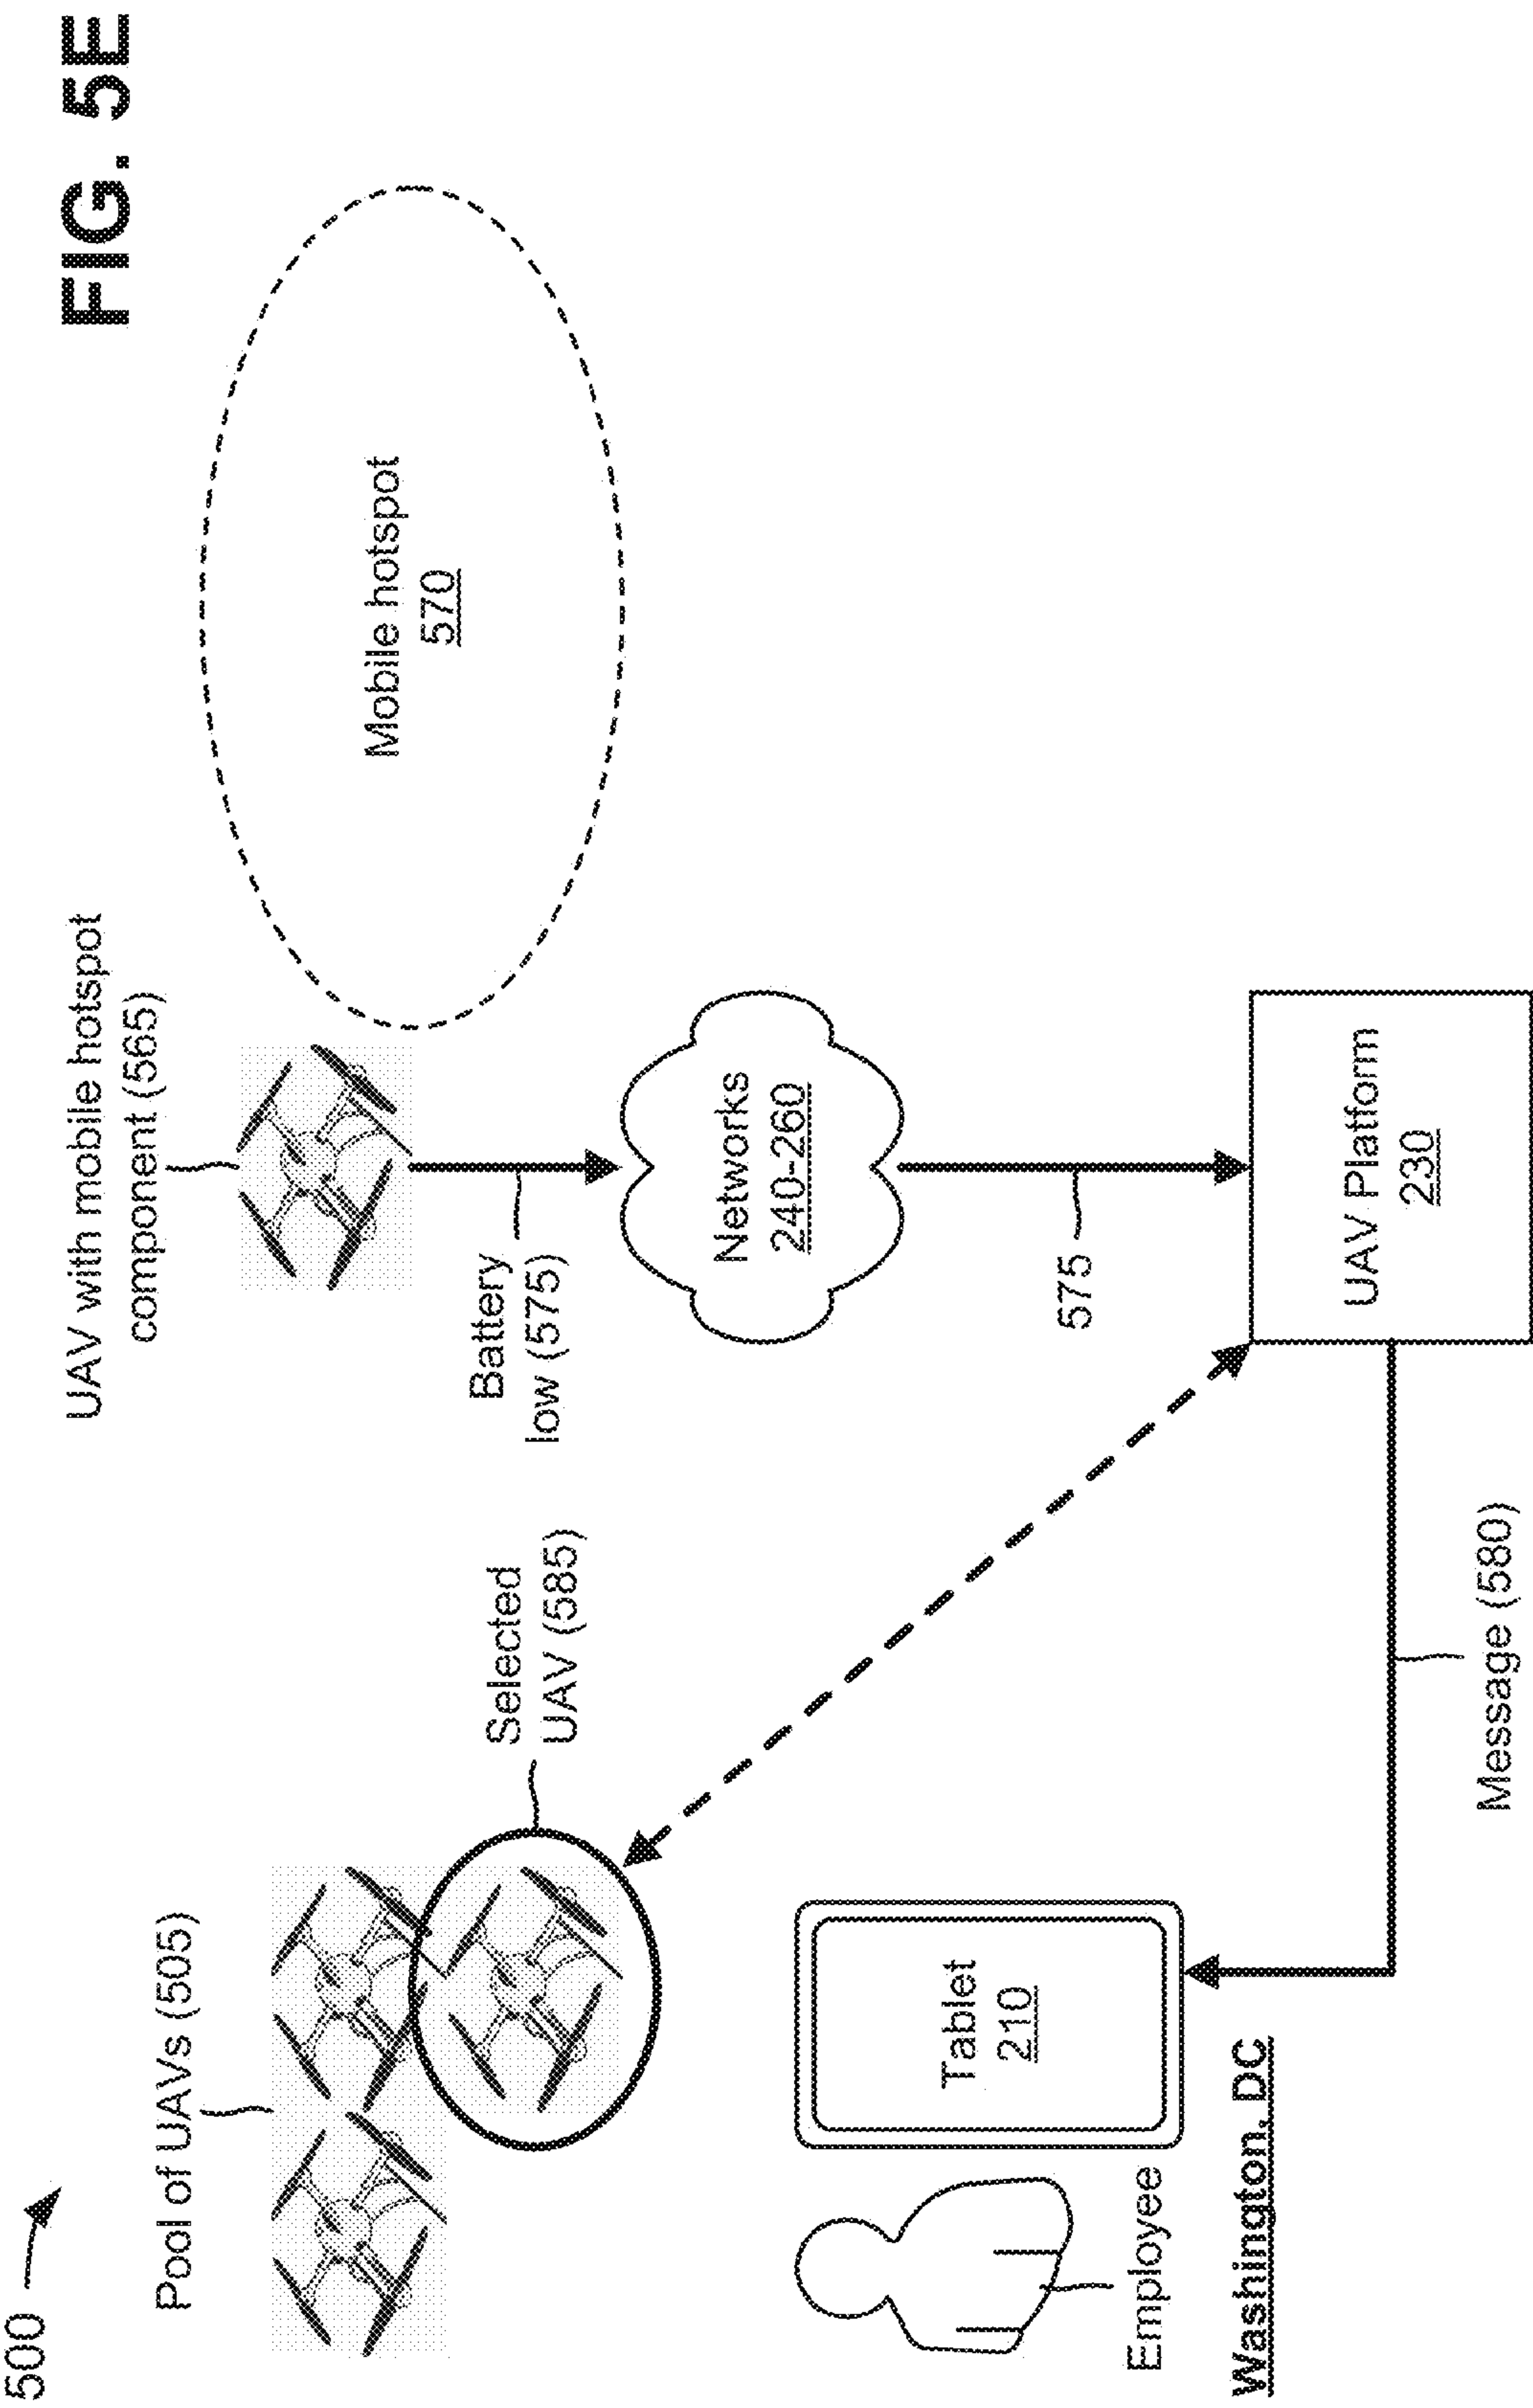 500
FIG. 5E
Pool of UAVs (505)
UAV with mobile hotspot
component (565)
Selected
UAV (585)
Battery
low (575)
Mobile hotspot
570
Networks
240-260
575
Tablet
210
Employee
Washington, DC
UAV Platform
230
Message (580)